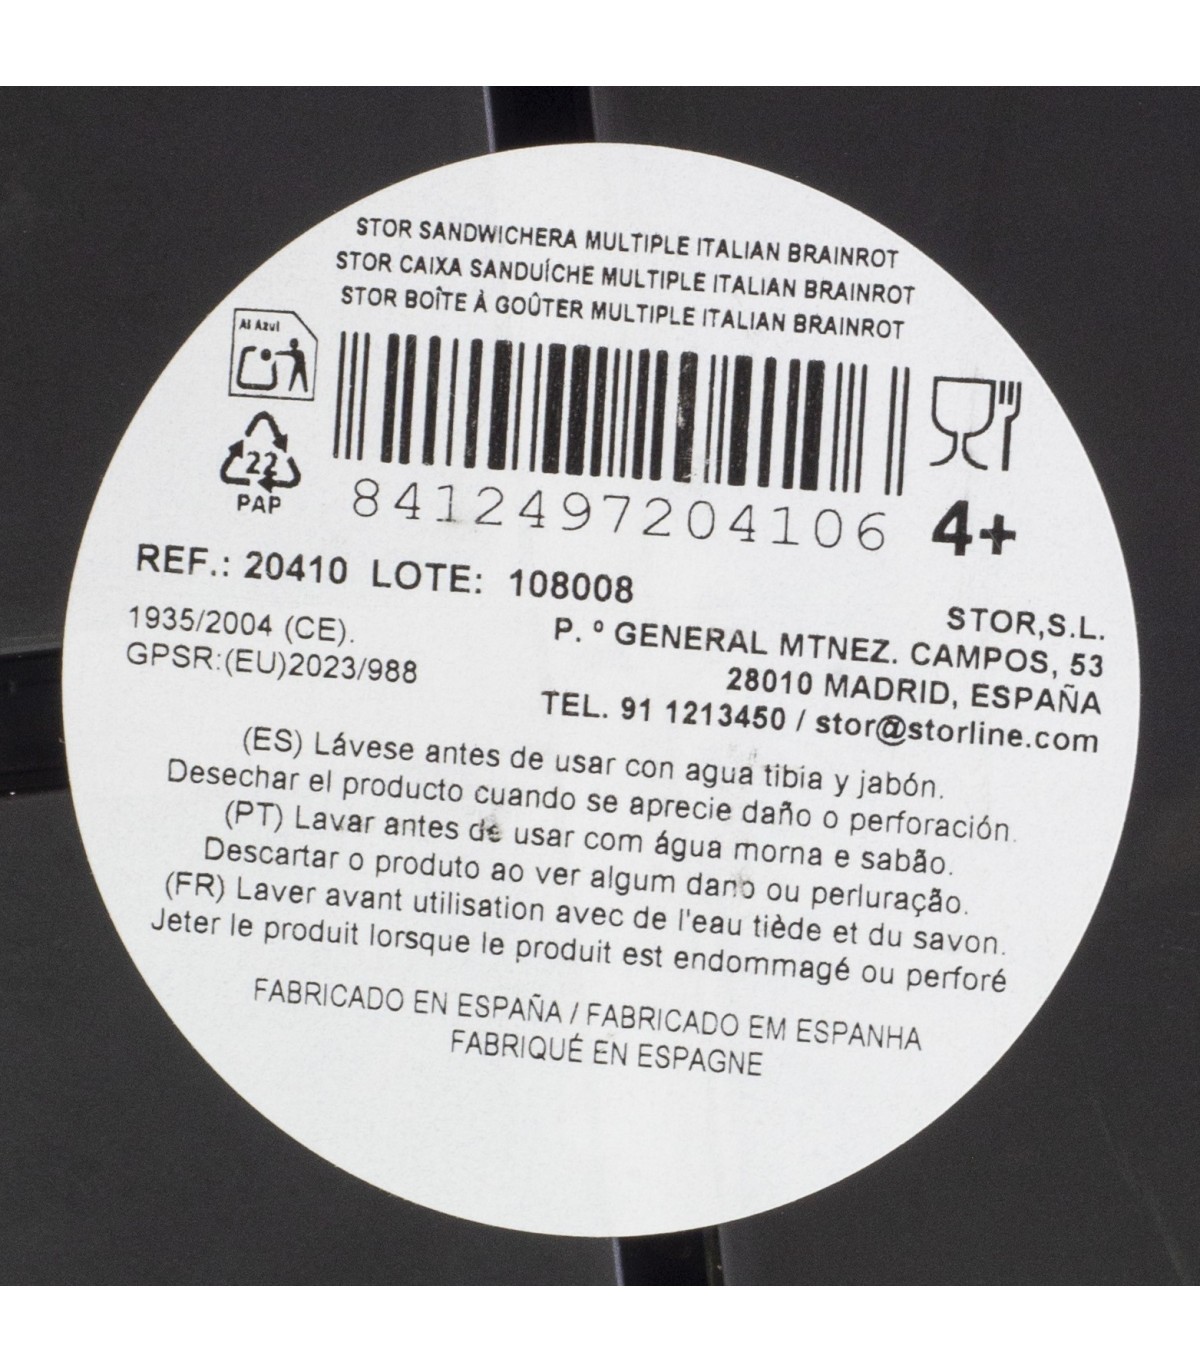 STOR SANDWICHERA MULTIPLE ITALIAN BRAINROT
STOR CAIXA SANDUÍCHE MULTIPLE ITALIAN BRAINROT
STOR BOÎTE À GOÛTER MULTIPLE ITALIAN BRAINROT
Al Azul
22
PAP
8412497204106
4+
REF.: 20410 LOTE: 108008
1935/2004 (CE).
GPSR:(EU)2023/988
STOR,S.L.
P. º GENERAL MTNEZ. CAMPOS, 53
28010 MADRID, ESPAÑA
TEL. 91 1213450 / stor@storline.com
(ES) Lávese antes de usar con agua tibia y jabón.
Desechar el producto cuando se aprecie daño o perforación.
(PT) Lavar antes de usar com água morna e sabão.
Descartar o produto ao ver algum dano ou perluração.
(FR) Laver avant utilisation avec de l'eau tiède et du savon.
Jeter le produit lorsque le produit est endommagé ou perforé
FABRICADO EN ESPAÑA / FABRICADO EM ESPANHA
FABRIQUÉ EN ESPAGNE